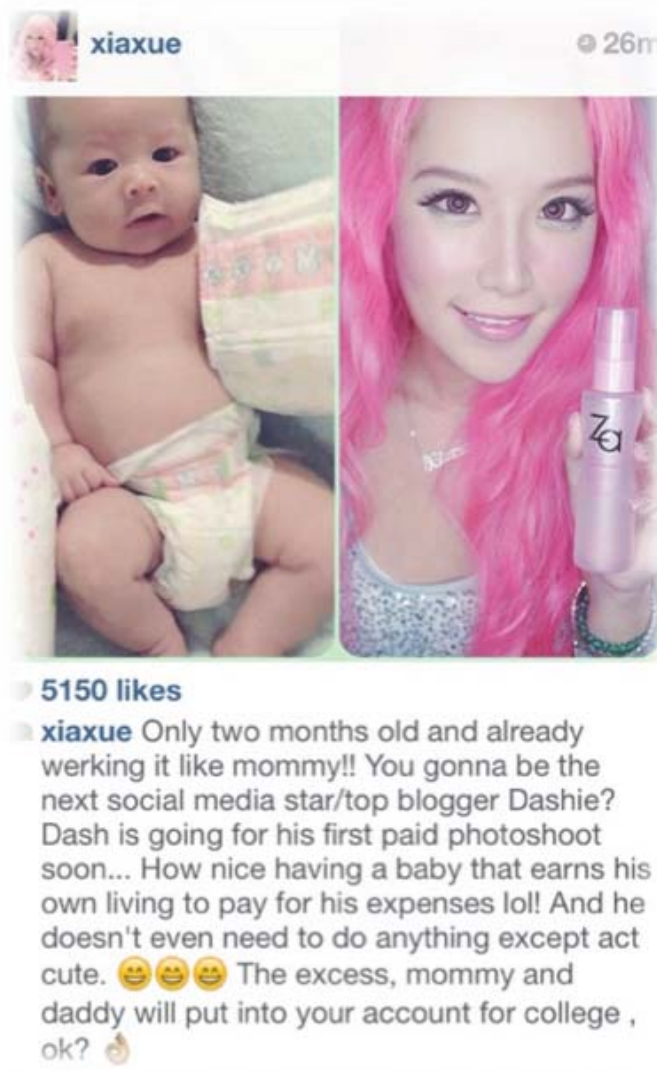 xiaxue
26m
Za
5150 likes
xiaxue Only two months old and already
werking it like mommy!! You gonna be the
next social media star/top blogger Dashie?
Dash is going for his first paid photoshoot
soon... How nice having a baby that earns his
own living to pay for his expenses lol! And he
doesn't even need to do anything except act
cute. 😁😁😁 The excess, mommy and
daddy will put into your account for college ,
ok? 👌🏼